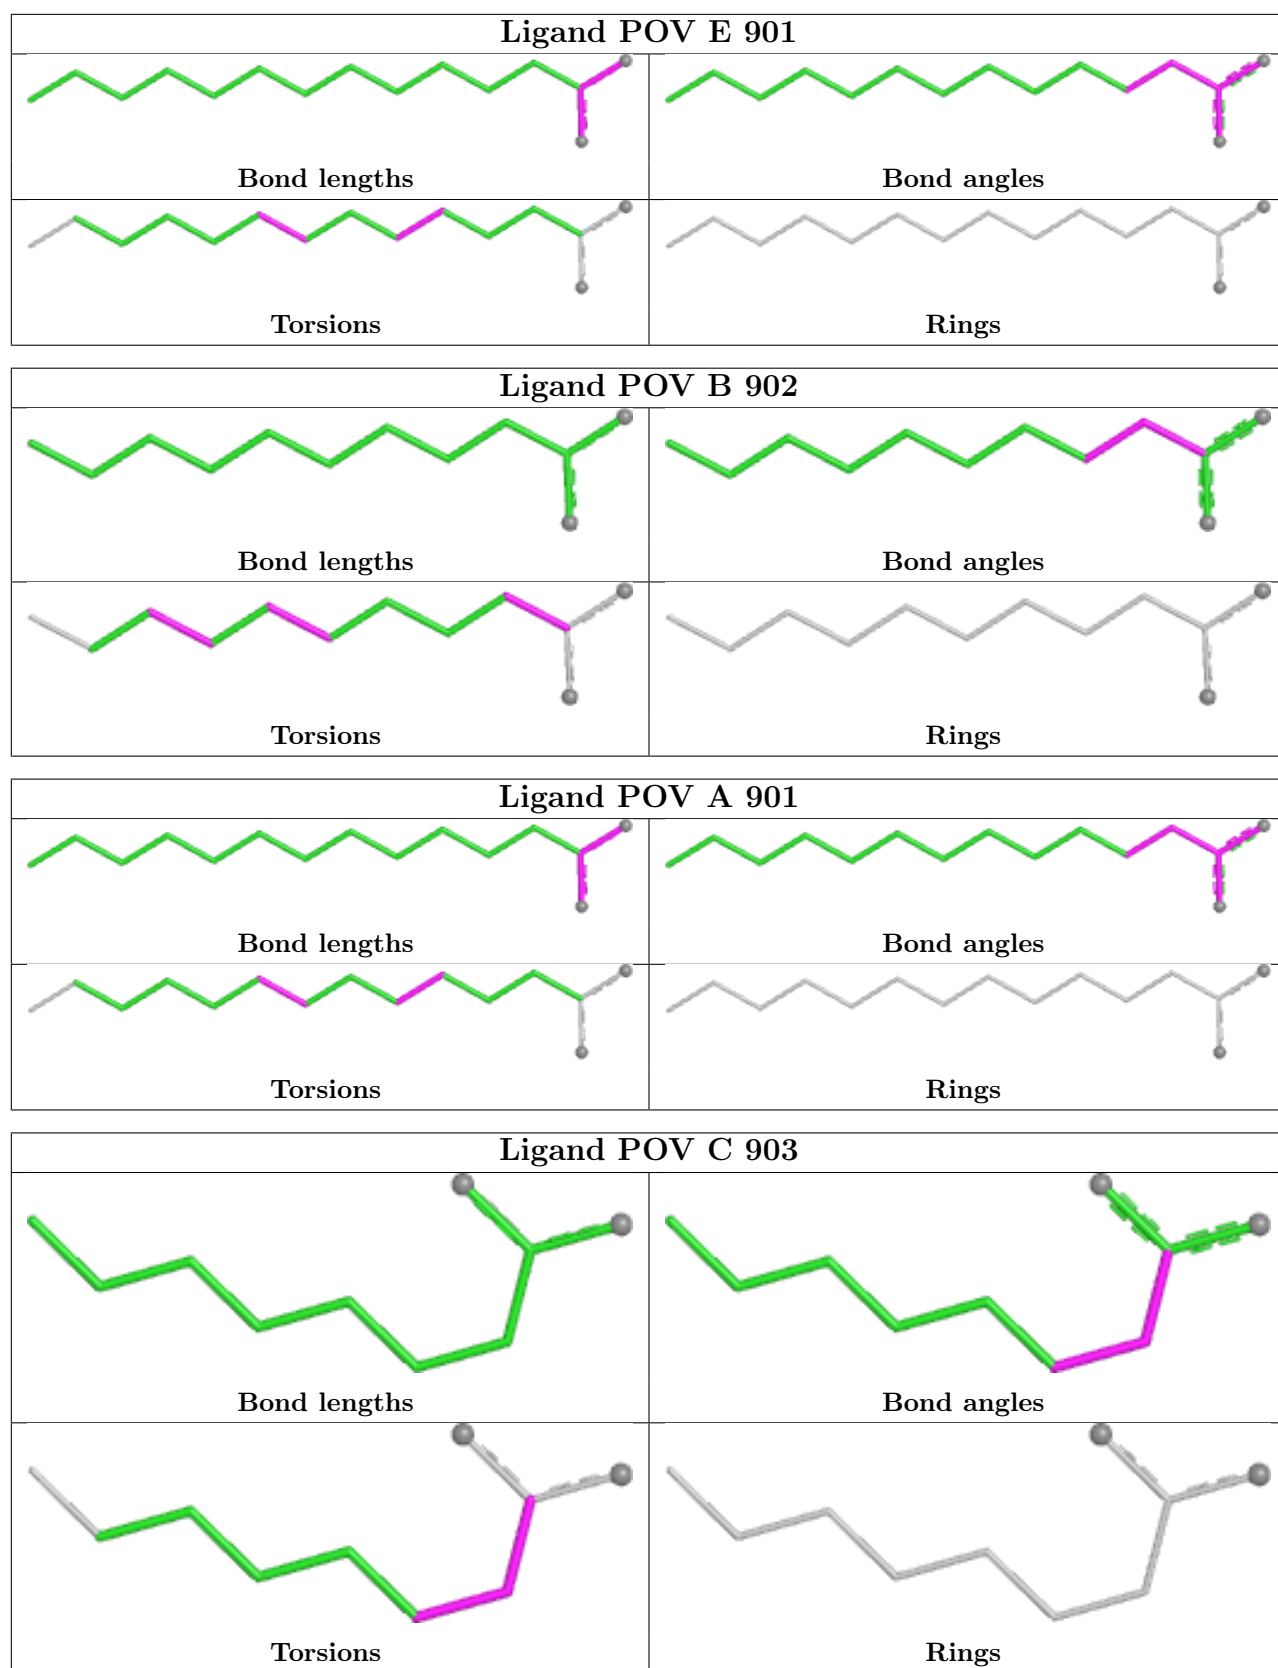 Ligand POV E 901
Bond lengths
Bond angles
Torsions
Rings
Ligand POV B 902
Bond lengths
Bond angles
Torsions
Rings
Ligand POV A 901
Bond lengths
Bond angles
Torsions
Rings
Ligand POV C 903
Bond lengths
Bond angles
Torsions
Rings